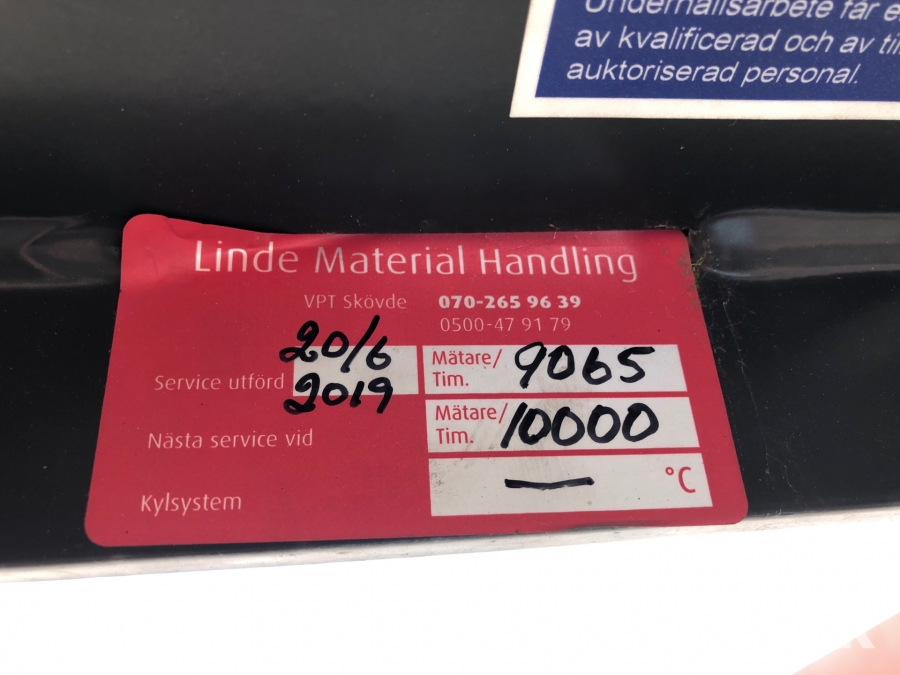 Underhållsarbete får
av kvalificerad och av
auktoriserad personal.
Linde Material Handling
VPT Skövde 070-265 96 39
0500-47 91 79
20/6
Service utförd 2019 Mätare/Tim. 9065
Nästa service vid Mätare/Tim. 10000
Kylsystem — °C